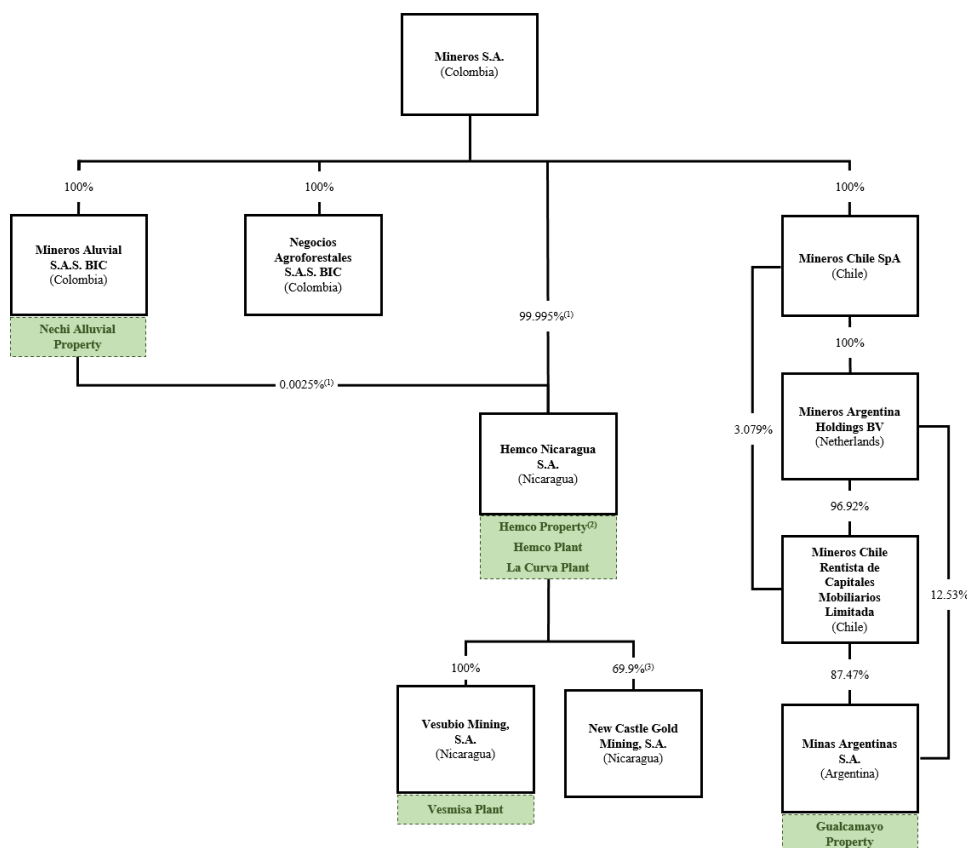 Mineros S.A.
(Colombia)
100%
100%
100%
Mineros Aluvial
S.A.S. BIC
(Colombia)
Nechi Alluvial
Property
Negocios
Agroforestales
S.A.S. BIC
(Colombia)
Mineros Chile SpA
(Chile)
99.995%(1)
100%
0.0025%(1)
Mineros Argentina
Holdings BV
(Netherlands)
3.079%
Hemco Nicaragua
S.A.
(Nicaragua)
Hemco Property(2)
Hemco Plant
La Curva Plant
96.92%
Mineros Chile
Rentista de
Capitales
Mobiliarios
Limitada
(Chile)
12.53%
100%
69.9%(3)
87.47%
Vesubio Mining,
S.A.
(Nicaragua)
Vesmisa Plant
New Castle Gold
Mining, S.A.
(Nicaragua)
Minas Argentinas
S.A.
(Argentina)
Gualcamayo
Property